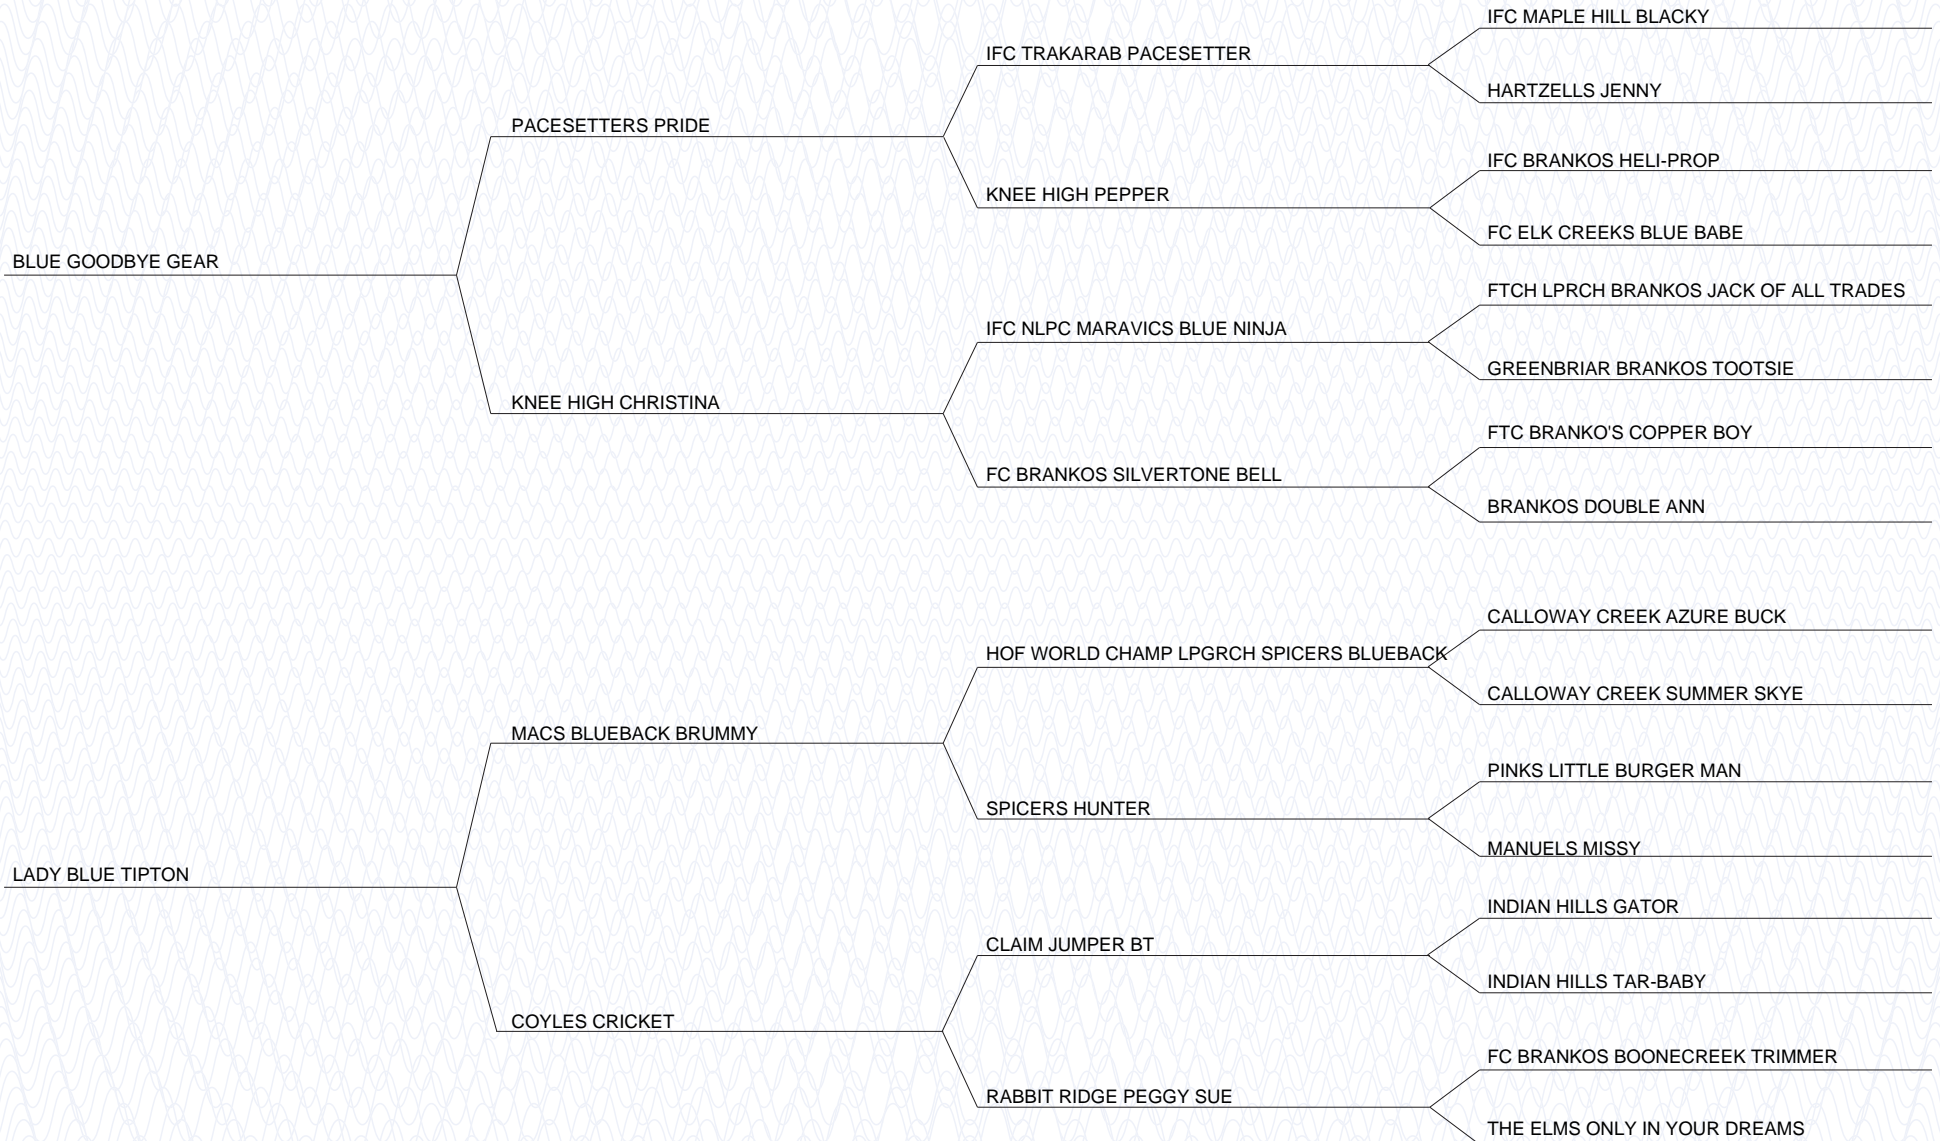 IFC MAPLE HILL BLACKY
IFC TRAKARAB PACESETTER
HARTZELLS JENNY
PACESETTERS PRIDE
IFC BRANKOS HELI-PROP
KNEE HIGH PEPPER
FC ELK CREEKS BLUE BABE
BLUE GOODBYE GEAR
FTCH LPRCH BRANKOS JACK OF ALL TRADES
IFC NLPC MARAVICS BLUE NINJA
GREENBRIAR BRANKOS TOOTSIE
KNEE HIGH CHRISTINA
FTC BRANKO'S COPPER BOY
FC BRANKOS SILVERTONE BELL
BRANKOS DOUBLE ANN
CALLOWAY CREEK AZURE BUCK
HOF WORLD CHAMP LPGRCH SPICERS BLUEBACK
CALLOWAY CREEK SUMMER SKYE
MACS BLUEBACK BRUMMY
PINKS LITTLE BURGER MAN
SPICERS HUNTER
MANUELS MISSY
LADY BLUE TIPTON
INDIAN HILLS GATOR
CLAIM JUMPER BT
INDIAN HILLS TAR-BABY
COYLES CRICKET
FC BRANKOS BOONECREEK TRIMMER
RABBIT RIDGE PEGGY SUE
THE ELMS ONLY IN YOUR DREAMS